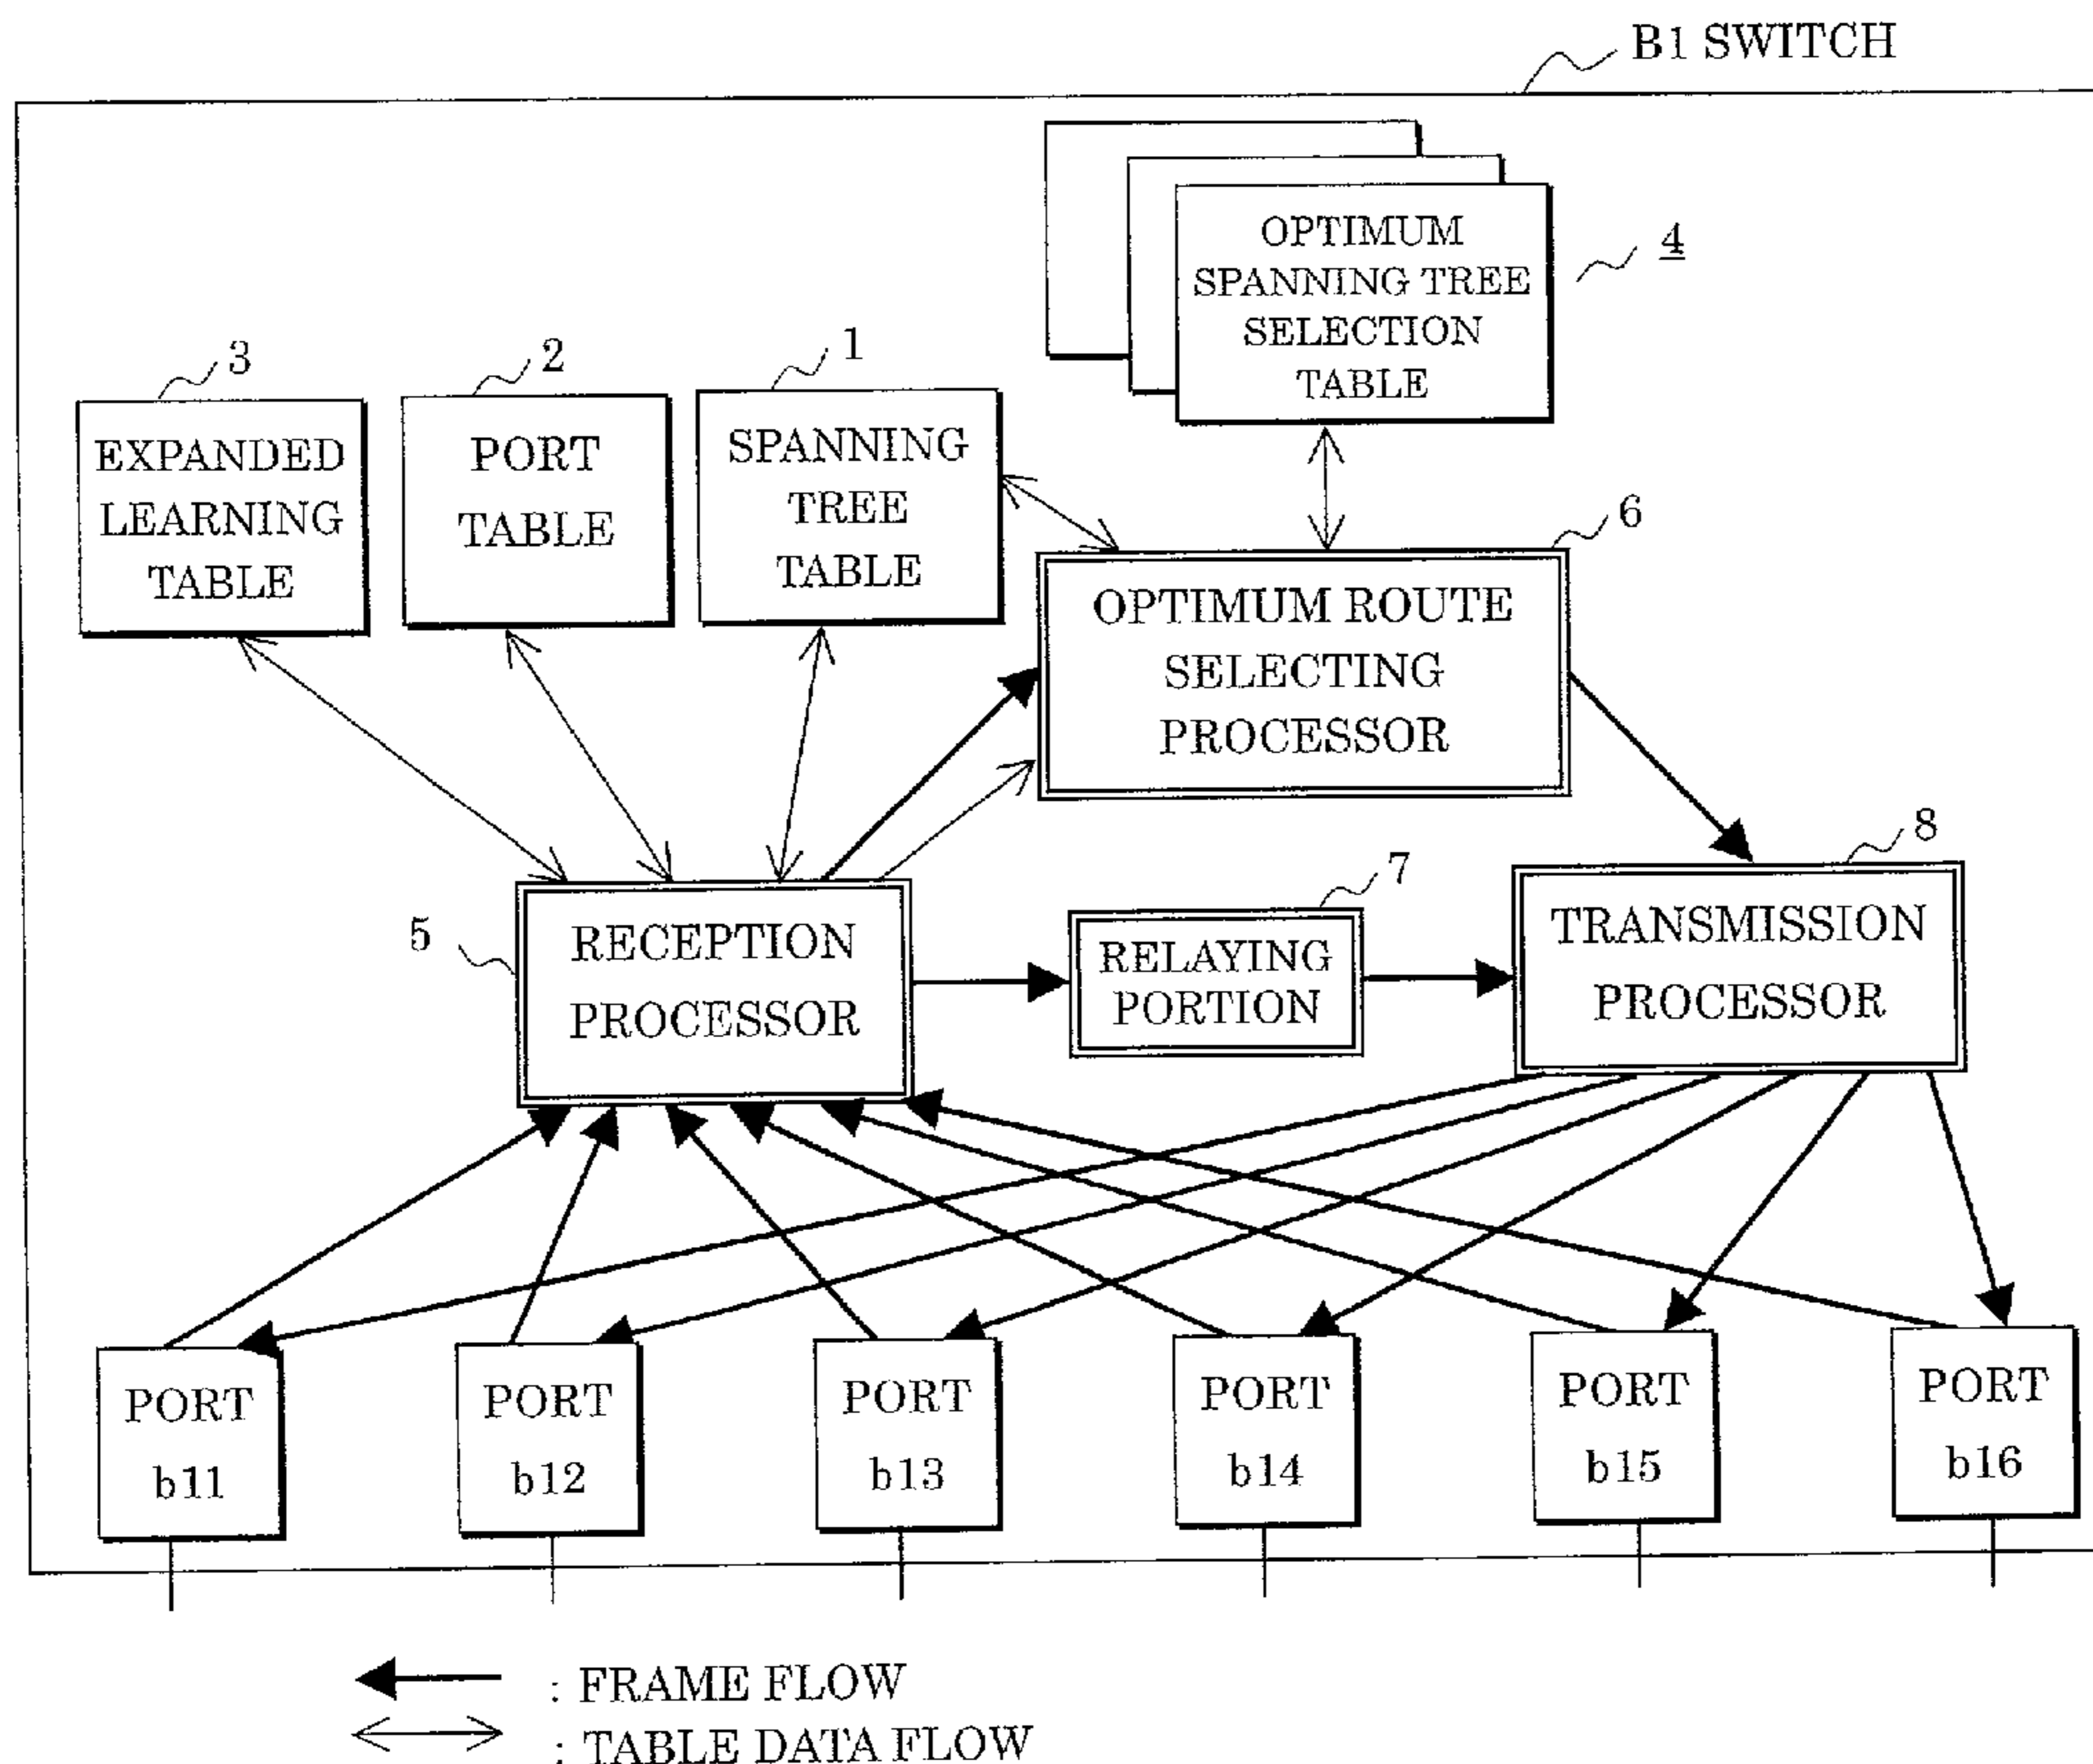 B1 SWITCH
OPTIMUM
SPANNING TREE
SELECTION
TABLE
4
3
EXPANDED
LEARNING
TABLE
2
PORT
TABLE
1
SPANNING
TREE
TABLE
6
OPTIMUM ROUTE
SELECTING
PROCESSOR
5
RECEPTION
PROCESSOR
7
RELAYING
PORTION
8
TRANSMISSION
PROCESSOR
PORT
b11
PORT
b12
PORT
b13
PORT
b14
PORT
b15
PORT
b16
: FRAME FLOW
: TABLE DATA FLOW